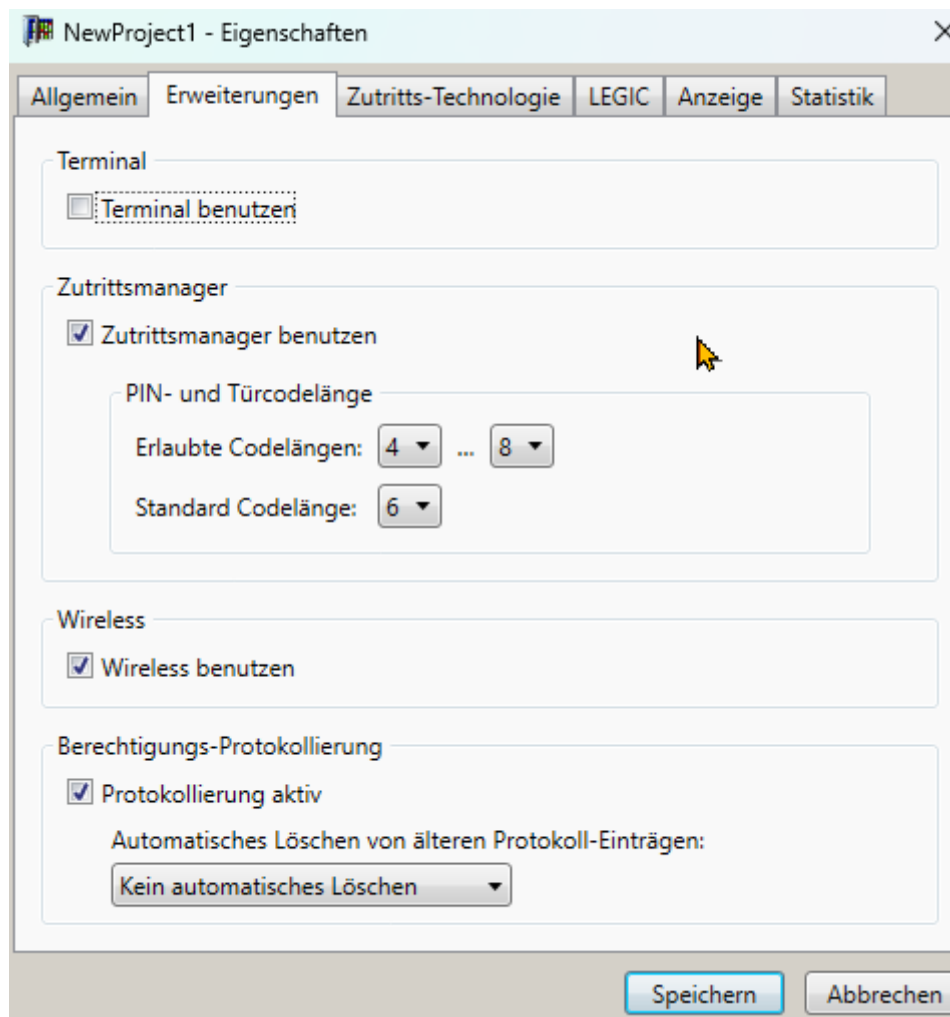 NewProject1 - Eigenschaften
Allgemein Erweiterungen Zutritts-Technologie LEGIC Anzeige Statistik
Terminal
Terminal benutzen
Zutrittsmanager
Zutrittsmanager benutzen
PIN- und Türcodelänge
Erlaubte Codelängen: 4 ... 8
Standard Codelänge: 6
Wireless
Wireless benutzen
Berechtigungs-Protokollierung
Protokollierung aktiv
Automatisches Löschen von älteren Protokoll-Einträgen:
Kein automatisches Löschen
Speichern Abbrechen